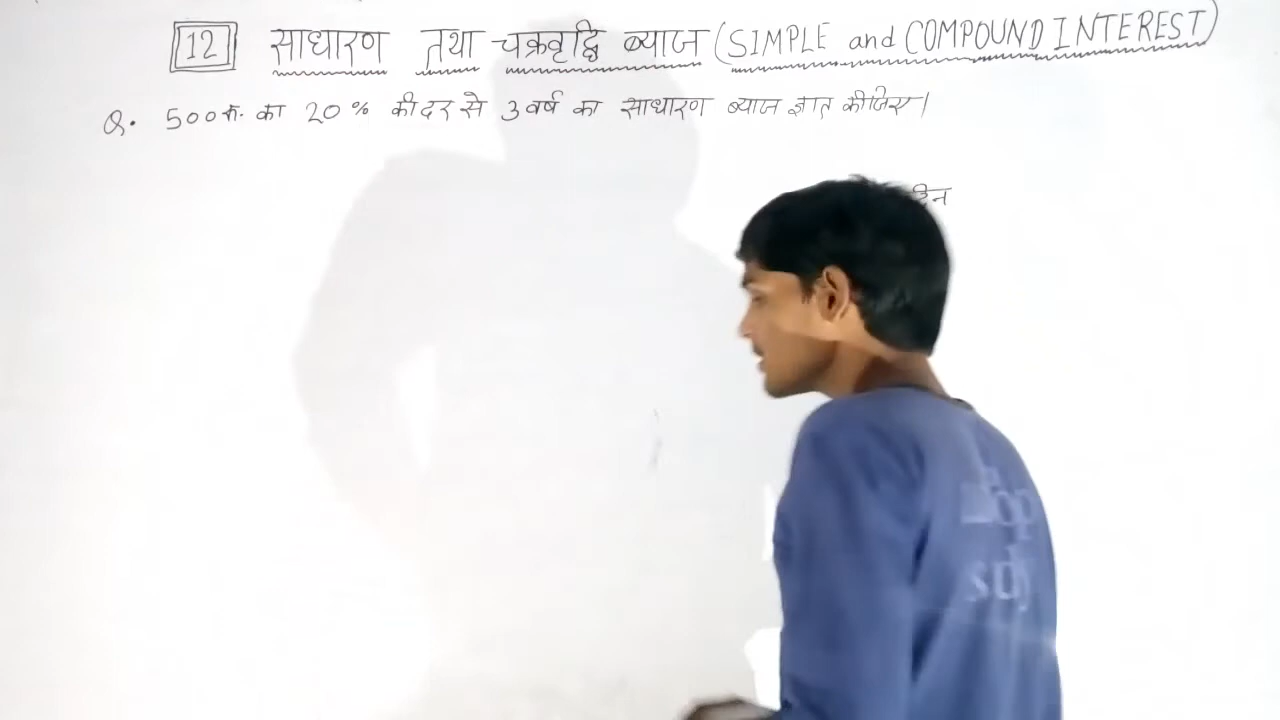 12 साधारण तथा चक्रवृद्धि ब्याज (SIMPLE and COMPOUND INTEREST)
Q. 500रु. का 20% की दर से 3 वर्ष का साधारण ब्याज ज्ञात कीजिए।